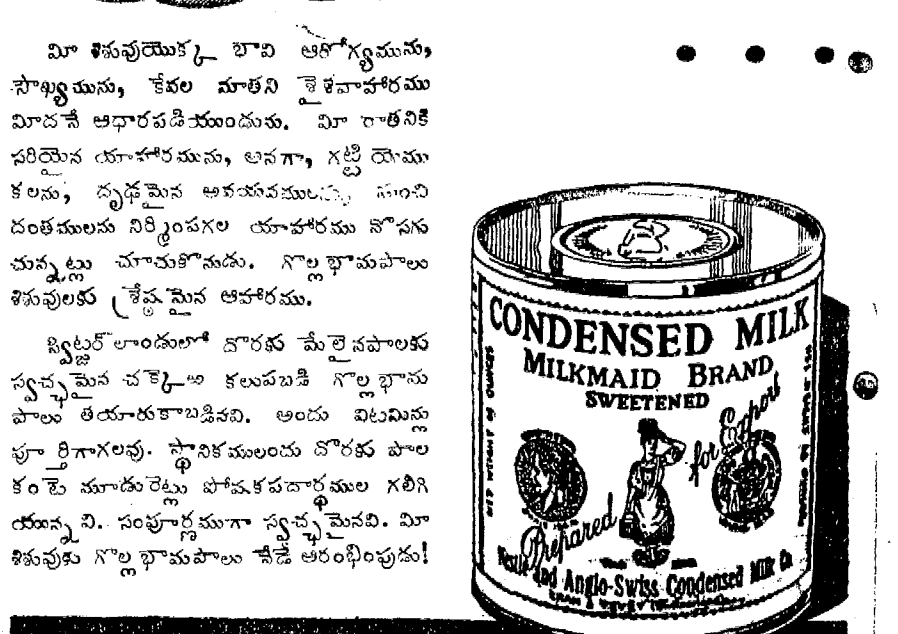 మీ శిశువుయొక్క భావి ఆరోగ్యమును,
సౌఖ్యమును, కేవల మాతని శైశవాహారము
మీదనే ఆధారపడియుండును. మీ రాతనికి
సరియైన యాహారమును, అనగా, గట్టి యెము
కలను, దృఢమైన అవయవములను, మంచి
దంతములను నిర్మింపగల యాహారము నొసగు
చున్నట్లు చూచుకొనుడు. గొల్లభామపాలు
శిశువులకు శ్రేష్ఠమైన ఆహారము.
స్విట్జర్ లాండులో దొరకు మేలైనపాలకు
స్వచ్ఛమైన చక్కెర కలుపబడి గొల్లభామ
పాలు తయారుకాబడినవి. అందు విటమిన్లు
పూర్తిగాగలవు. స్థానికములందు దొరకు పాల
కంటె మూడురెట్లు పోషకపదార్థముల గలిగి
యున్నవి. సంపూర్ణముగా స్వచ్ఛమైనవి. మీ
శిశువుకు గొల్లభామపాలు నేడే ఆరంభింపుడు!
CONDENSED MILK
MILKMAID BRAND
SWEETENED
Prepared for Export
Nestlé and Anglo-Swiss Condensed Milk Co